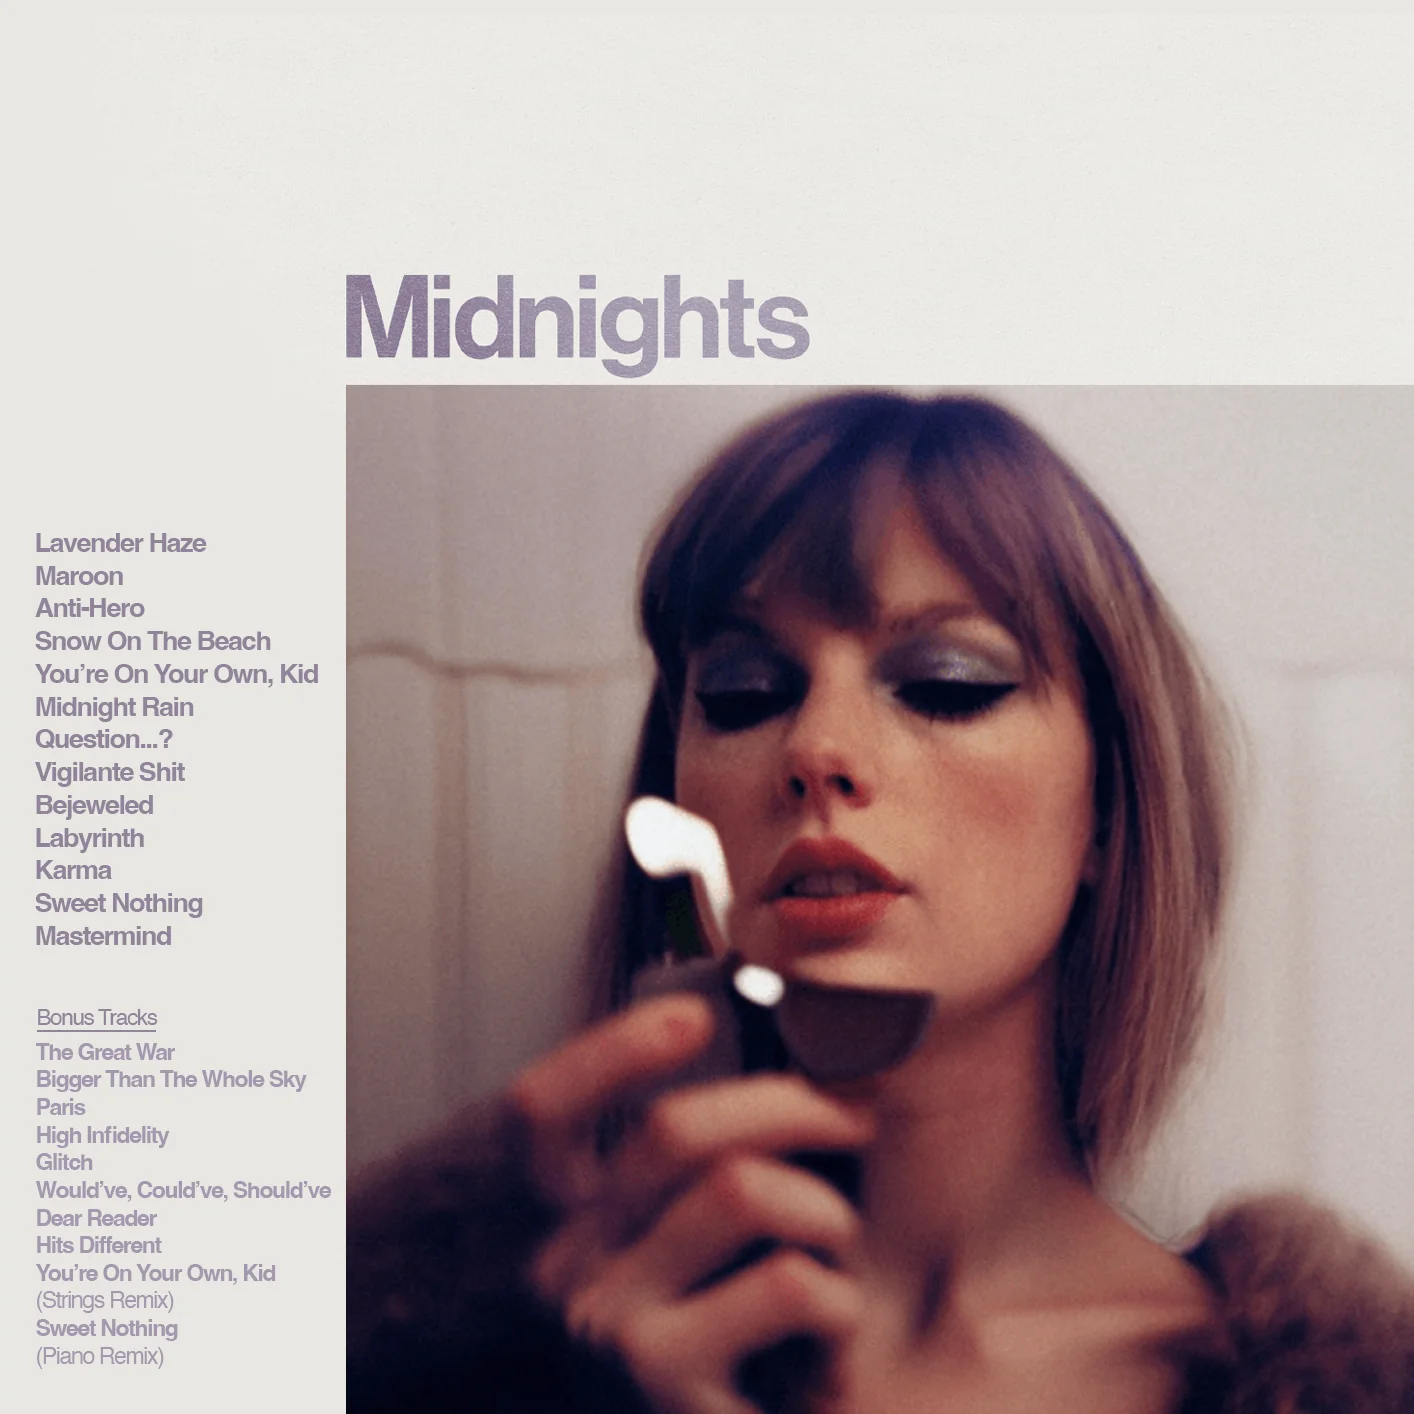 Midnights
Lavender Haze
Maroon
Anti-Hero
Snow On The Beach
You’re On Your Own, Kid
Midnight Rain
Question...?
Vigilante Shit
Bejeweled
Labyrinth
Karma
Sweet Nothing
Mastermind
Bonus Tracks
The Great War
Bigger Than The Whole Sky
Paris
High Infidelity
Glitch
Would’ve, Could’ve, Should’ve
Dear Reader
Hits Different
You’re On Your Own, Kid
(Strings Remix)
Sweet Nothing
(Piano Remix)